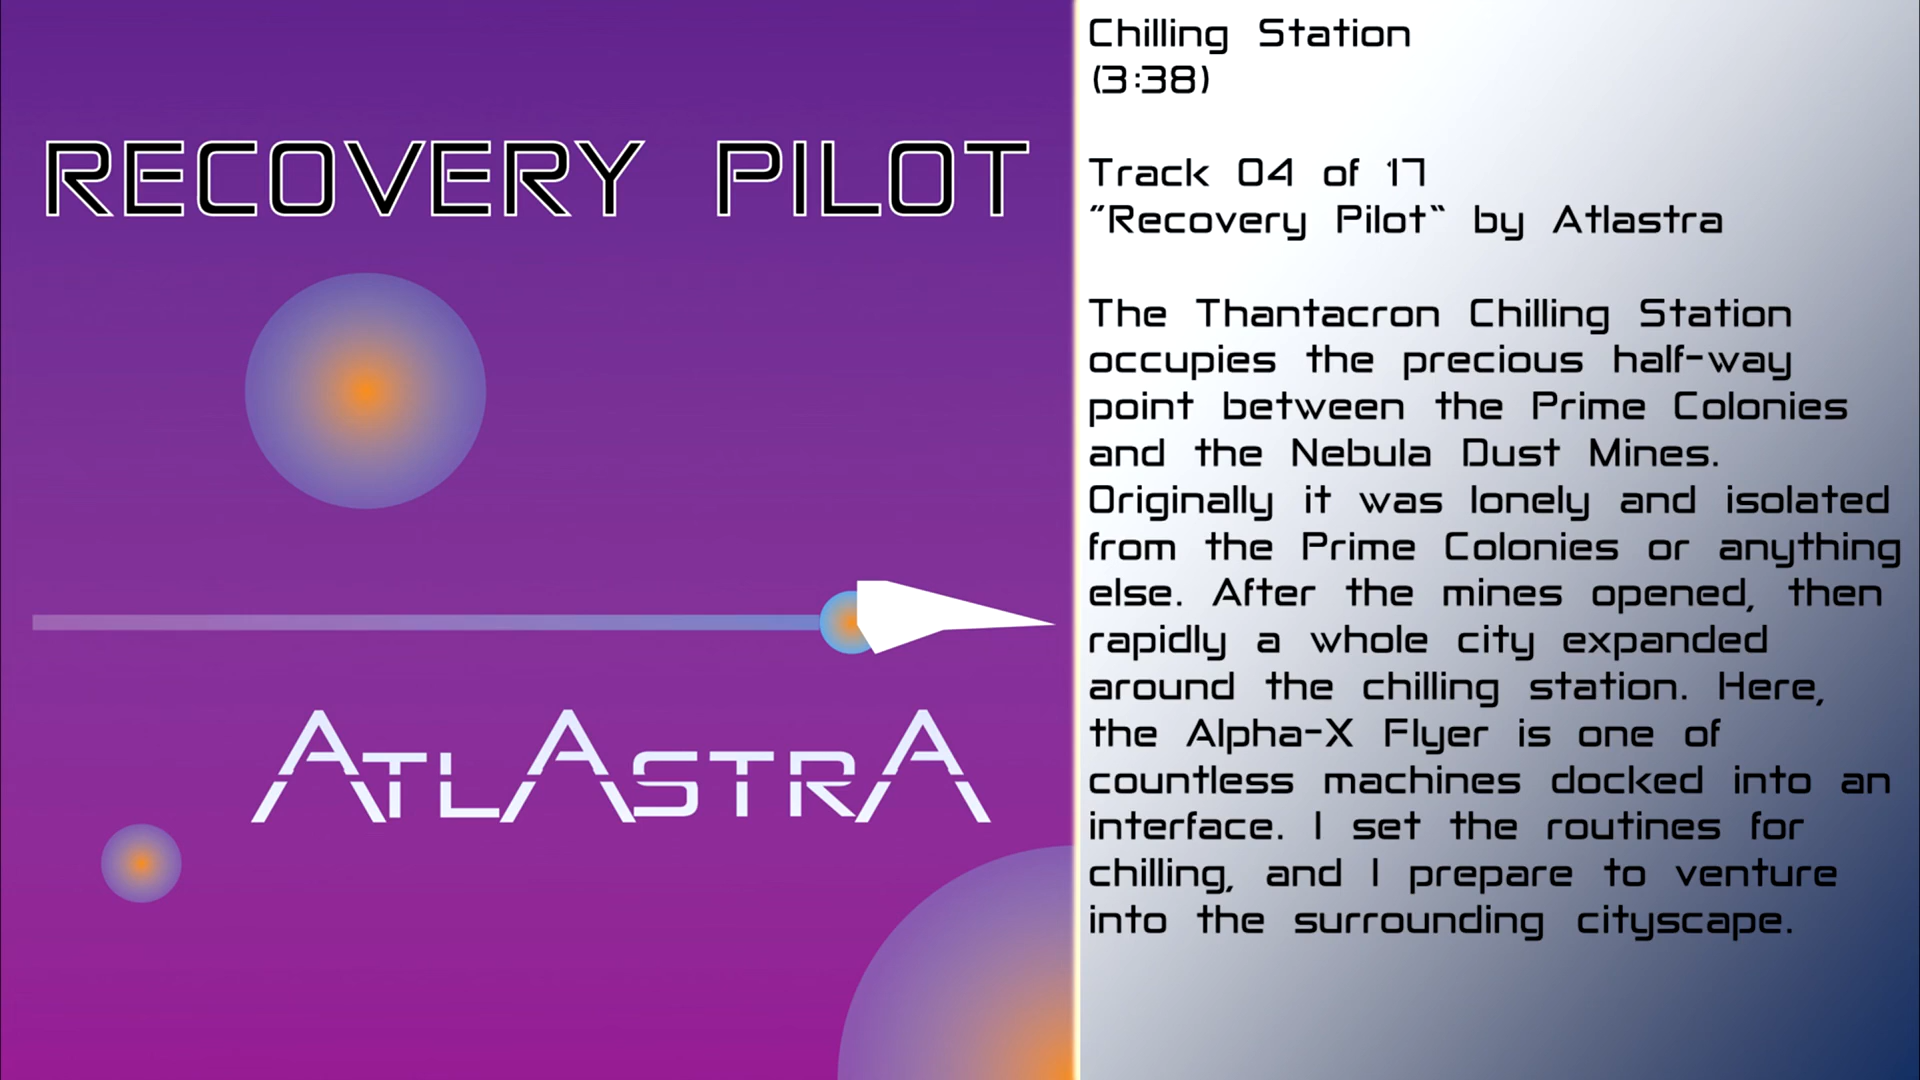 RECOVERY PILOT
ATLASTRA
Chilling Station
(3:38)
Track 04 of 17
"Recovery Pilot" by Atlastra
The Thantacron Chilling Station
occupies the precious half-way
point between the Prime Colonies
and the Nebula Dust Mines.
Originally it was lonely and isolated
from the Prime Colonies or anything
else. After the mines opened, then
rapidly a whole city expanded
around the chilling station. Here,
the Alpha-X Flyer is one of
countless machines docked into an
interface. I set the routines for
chilling, and I prepare to venture
into the surrounding cityscape.